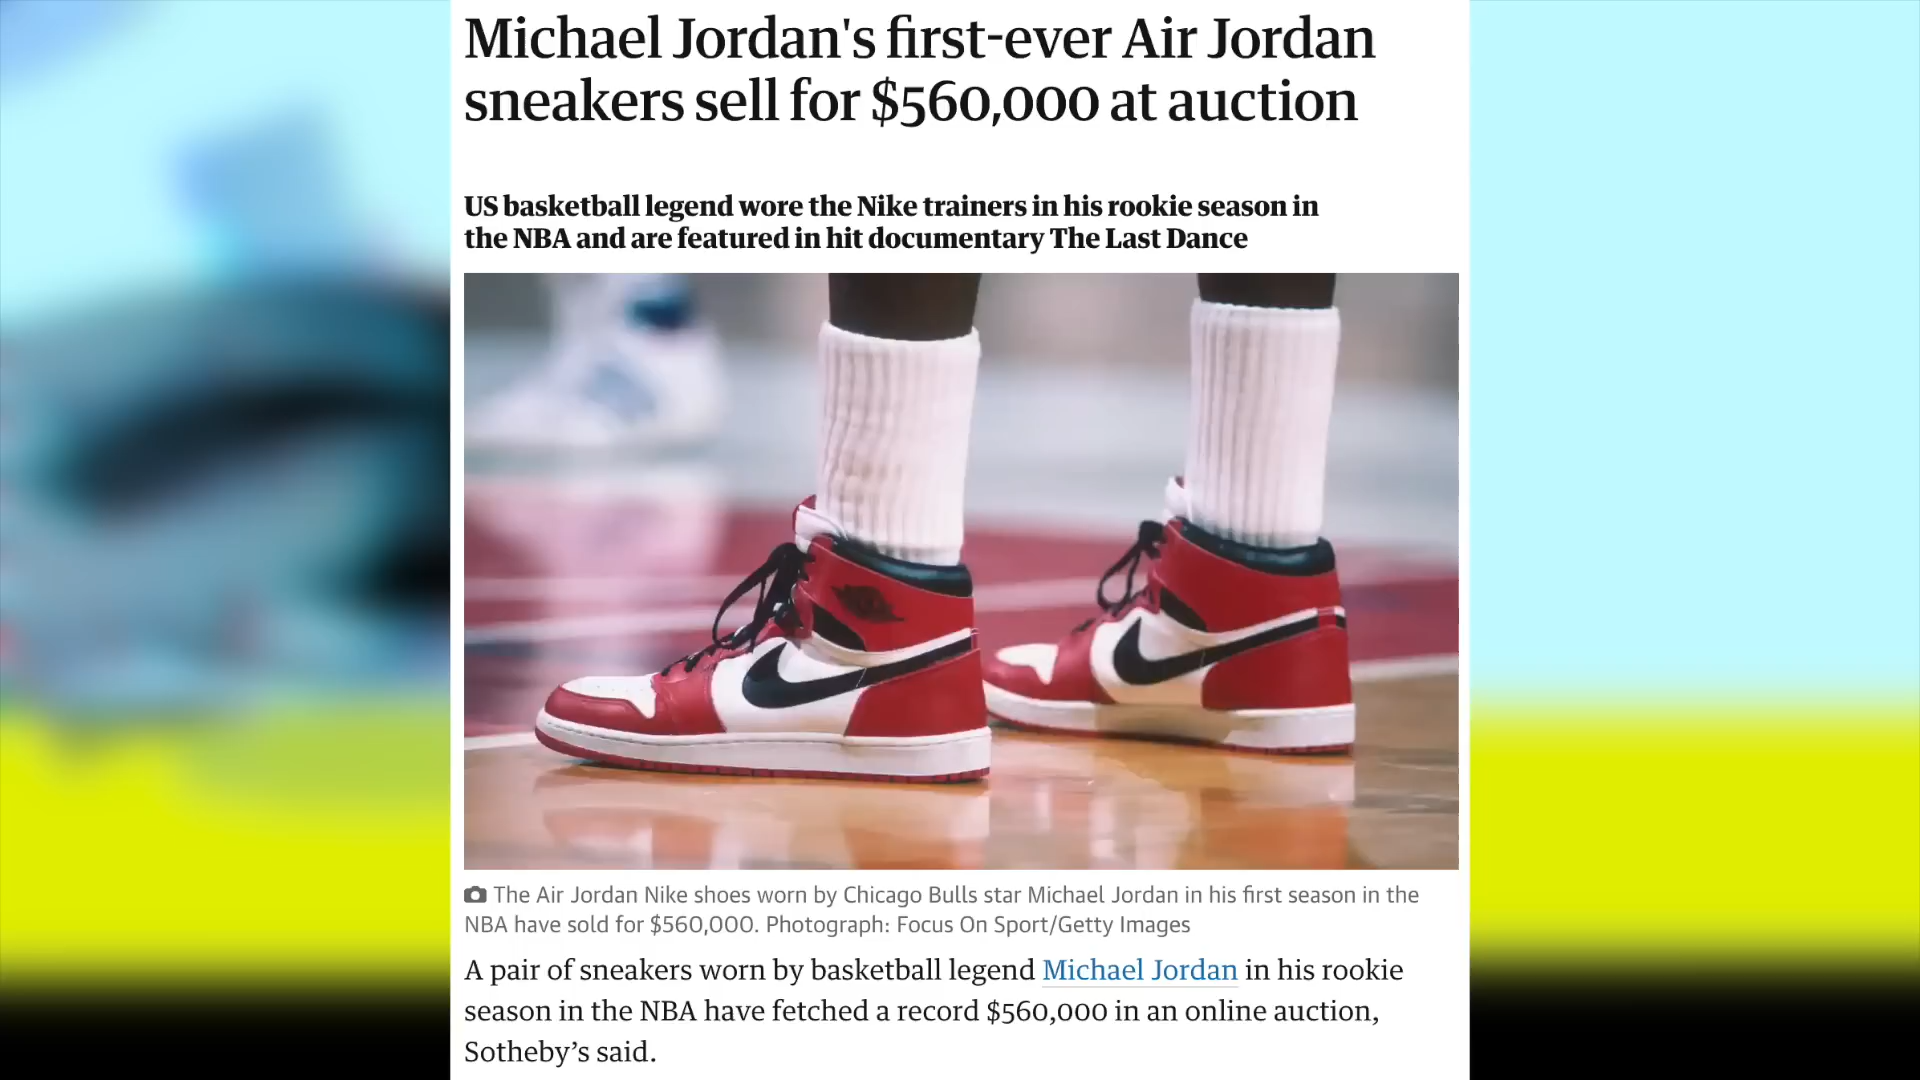 Michael Jordan's first-ever Air Jordan
sneakers sell for $560,000 at auction
US basketball legend wore the Nike trainers in his rookie season in
the NBA and are featured in hit documentary The Last Dance
The Air Jordan Nike shoes worn by Chicago Bulls star Michael Jordan in his first season in the
NBA have sold for $560,000. Photograph: Focus On Sport/Getty Images
A pair of sneakers worn by basketball legend Michael Jordan in his rookie
season in the NBA have fetched a record $560,000 in an online auction,
Sotheby’s said.